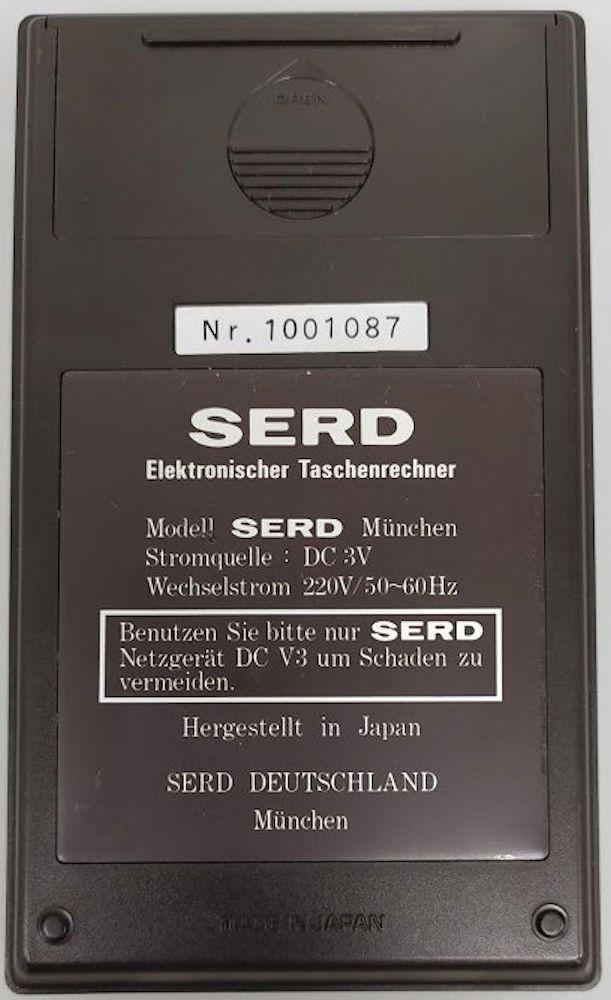 OPEN
Nr. 1001087
SERD
Elektronischer Taschenrechner
Modell SERD München
Stromquelle : DC 3V
Wechselstrom 220V/50~60Hz
Benutzen Sie bitte nur SERD
Netzgerät DC V3 um Schaden zu
vermeiden.
Hergestellt in Japan
SERD DEUTSCHLAND
München
MADE IN JAPAN